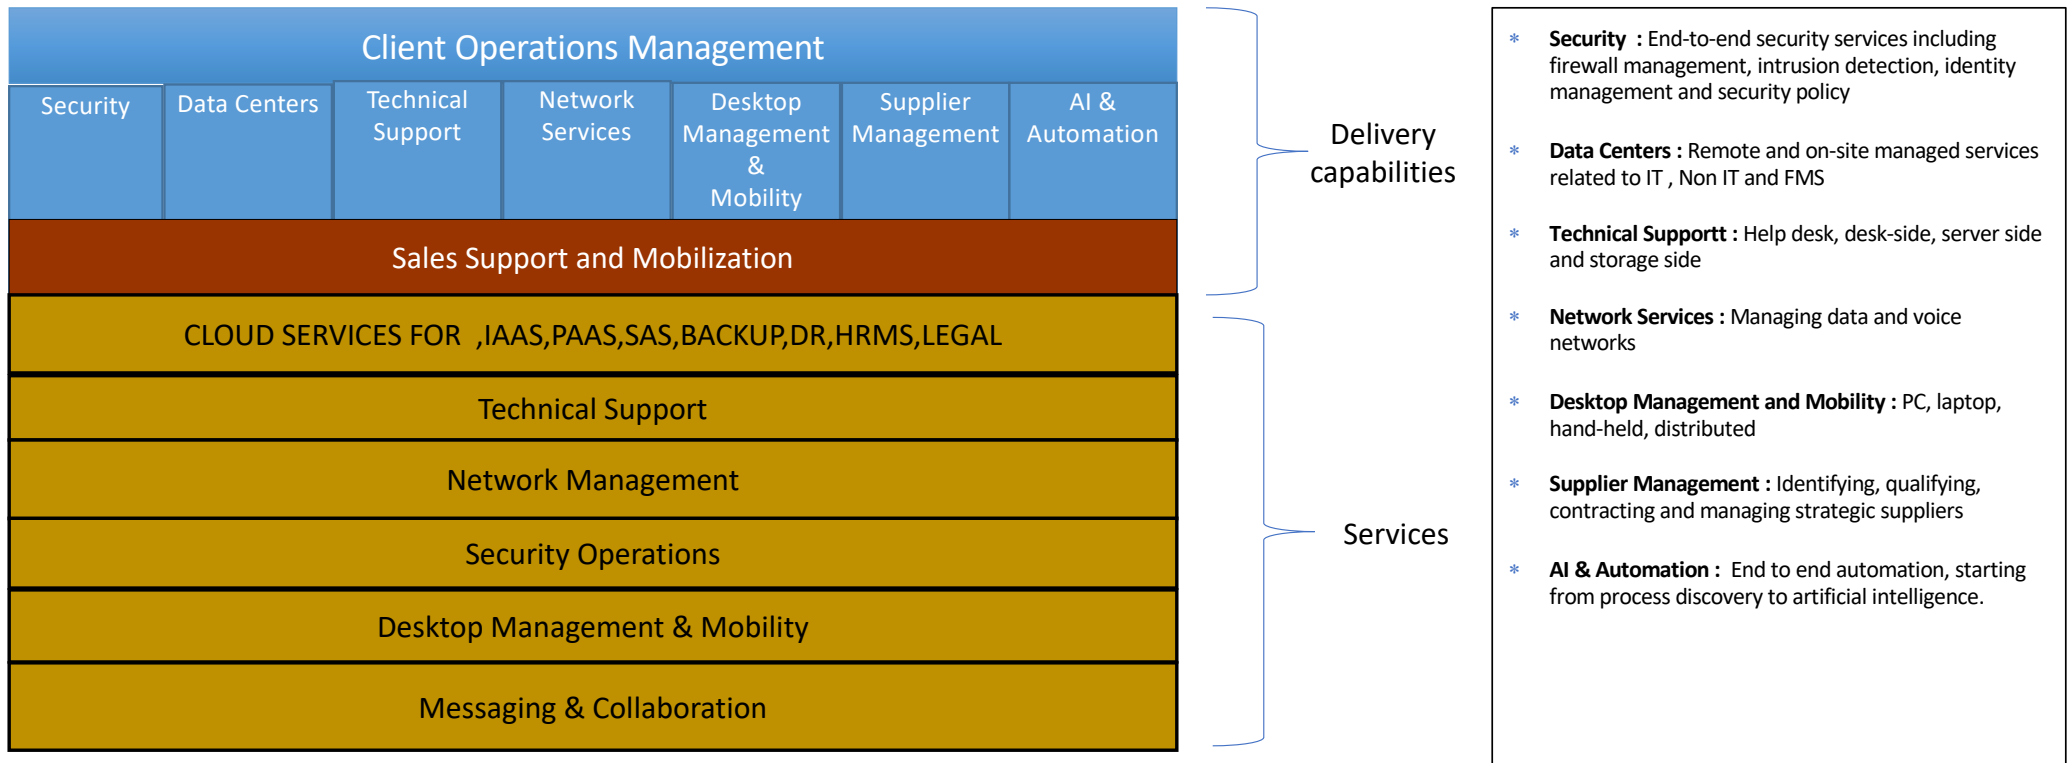 Client Operations Management
Security
Data Centers
Technical
Support
Network
Services
Desktop
Management
&
Mobility
Supplier
Management
AI &
Automation
Sales Support and Mobilization
CLOUD SERVICES FOR ,IAAS,PAAS,SAS,BACKUP,DR,HRMS,LEGAL
Technical Support
Network Management
Security Operations
Desktop Management & Mobility
Messaging & Collaboration
Delivery
capabilities
Services
* Security : End-to-end security services including
firewall management, intrusion detection, identity
management and security policy
* Data Centers : Remote and on-site managed services
related to IT , Non IT and FMS
* Technical Supportt : Help desk, desk-side, server side
and storage side
* Network Services : Managing data and voice
networks
* Desktop Management and Mobility : PC, laptop,
hand-held, distributed
* Supplier Management : Identifying, qualifying,
contracting and managing strategic suppliers
* AI & Automation : End to end automation, starting
from process discovery to artificial intelligence.